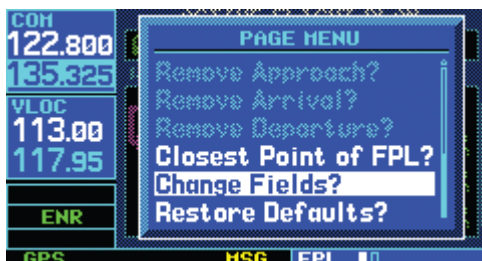 COM
122.800
135.325
VLOC
113.00
117.95
ENR
PAGE MENU
Remove Approach?
Remove Arrival?
Remove Departure?
Closest Point of FPL?
Change Fields?
Restore Defaults?
GPS MSG FPL